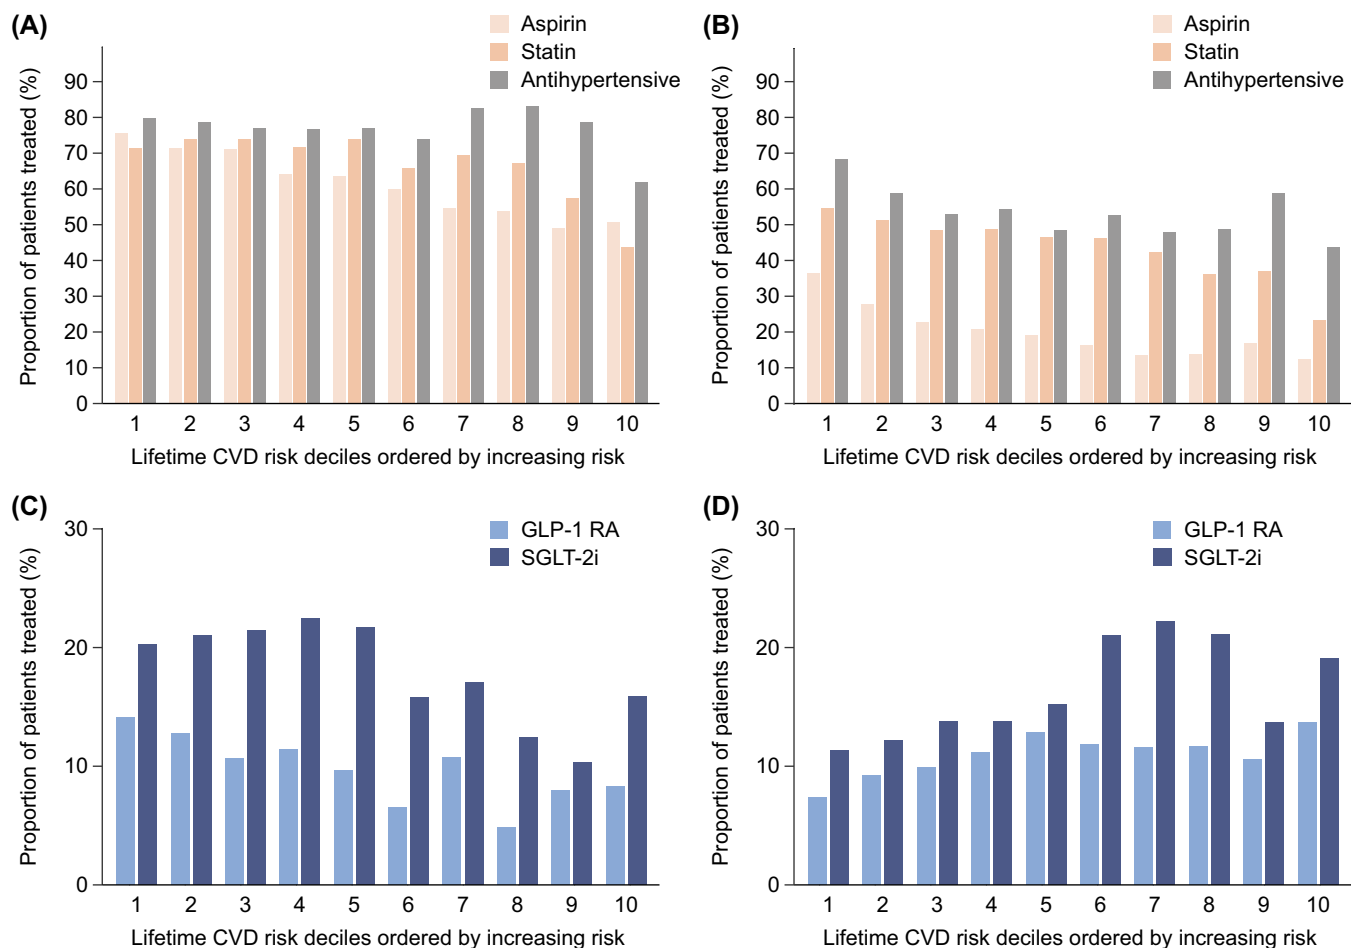 (A)
Aspirin
Statin
Antihypertensive
Proportion of patients treated (%)
90
80
70
60
50
40
30
20
10
0
1 2 3 4 5 6 7 8 9 10
Lifetime CVD risk deciles ordered by increasing risk
(B)
Aspirin
Statin
Antihypertensive
Proportion of patients treated (%)
90
80
70
60
50
40
30
20
10
0
1 2 3 4 5 6 7 8 9 10
Lifetime CVD risk deciles ordered by increasing risk
(C)
GLP-1 RA
SGLT-2i
Proportion of patients treated (%)
30
20
10
0
1 2 3 4 5 6 7 8 9 10
Lifetime CVD risk deciles ordered by increasing risk
(D)
GLP-1 RA
SGLT-2i
Proportion of patients treated (%)
30
20
10
0
1 2 3 4 5 6 7 8 9 10
Lifetime CVD risk deciles ordered by increasing risk